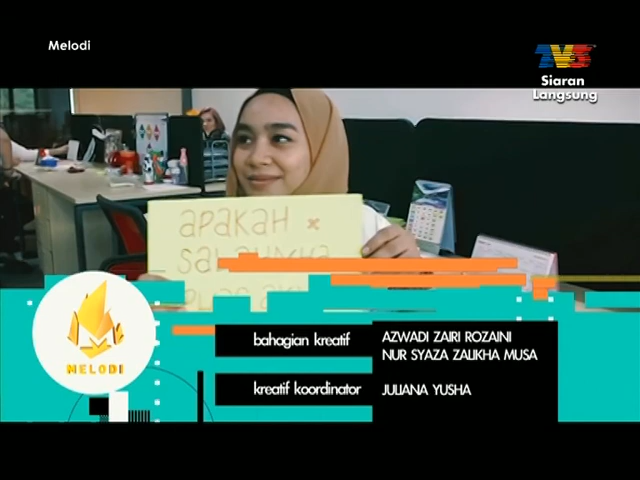 Melodi
TV3
Siaran
Langsung
APAKAH
MELODI
bahagian kreatif
AZWADI ZAIRI ROZAINI
NUR SYAZA ZALIKHA MUSA
kreatif koordinator
JULIANA YUSHA